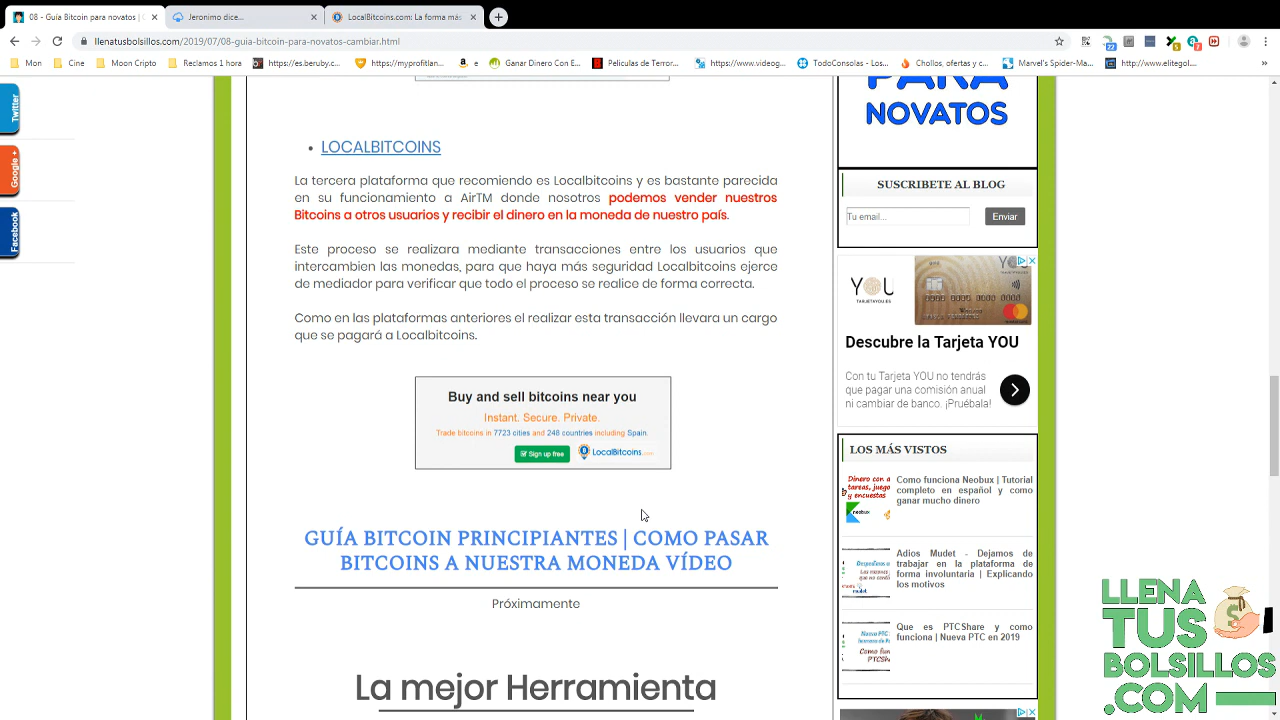 08 - Guía Bitcoin para novatos |
Jeronimo dice...
LocalBitcoins.com: La forma más
llenatusbolsillos.com/2019/07/08-guia-bitcoin-para-novatos-cambiar.html
Mon
Cine
Moon Cripto
Reclamos 1 hora
https://es.beruby.c...
https://myprofitlan...
e
Ganar Dinero Con E...
Peliculas de Terror...
https://www.videog...
TodoConsolas - Los...
Chollos, ofertas y c...
Marvel's Spider-Ma...
http://www.elitegol...
Twitter
Google +
Facebook
LOCALBITCOINS
La tercera plataforma que recomiendo es Localbitcoins y es bastante parecida
en su funcionamiento a AirTM donde nosotros podemos vender nuestros
Bitcoins a otros usuarios y recibir el dinero en la moneda de nuestro país.
Este proceso se realizara mediante transacciones entre los usuarios que
intercambien las monedas, para que haya más seguridad Localbitcoins ejerce
de mediador para verificar que todo el proceso se realice de forma correcta.
Como en las plataformas anteriores el realizar esta transacción llevara un cargo
que se pagará a Localbitcoins.
Buy and sell bitcoins near you
Instant. Secure. Private.
Trade bitcoins in 7723 cities and 248 countries including Spain.
Sign up free
LocalBitcoins.com
GUÍA BITCOIN PRINCIPIANTES | COMO PASAR
BITCOINS A NUESTRA MONEDA VÍDEO
Próximamente
La mejor Herramienta
PARA
NOVATOS
SUSCRIBETE AL BLOG
Tu email...
Enviar
YOU
TARJETAYOU.ES
Descubre la Tarjeta YOU
Con tu Tarjeta YOU no tendrás
que pagar una comisión anual
ni cambiar de banco. ¡Pruébala!
LOS MÁS VISTOS
Como funciona Neobux | Tutorial
completo en español y como
ganar mucho dinero
Adios Mudet - Dejamos de
trabajar en la plataforma de
forma involuntaria | Explicando
los motivos
Que es PTCShare y como
funciona | Nueva PTC en 2019
LLENA
TUS
BOLSILLOS
.COM